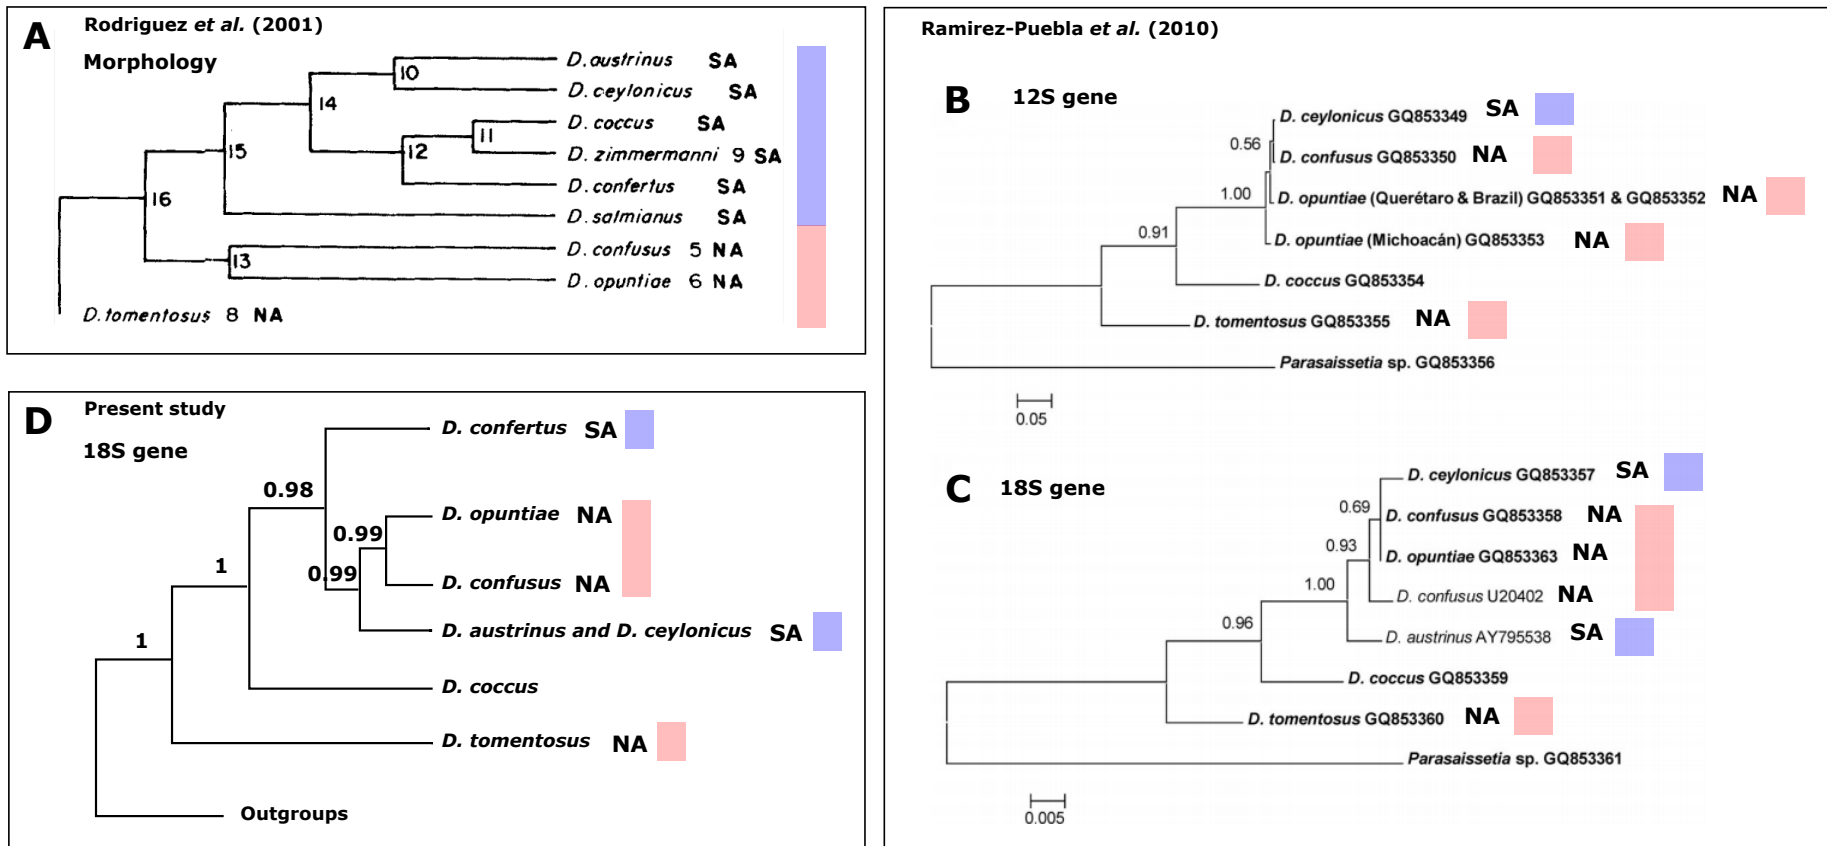 A
Rodriguez et al. (2001)
Morphology
D. austrinus SA
10
D. ceylonicus SA
14
D. coccus SA
11
D. zimmermanni 9 SA
12
15
D. confertus SA
16
D. salmianus SA
D. confusus 5 NA
13
D. opuntiae 6 NA
D. tomentosus 8 NA
Ramirez-Puebla et al. (2010)
B
12S gene
D. ceylonicus GQ853349 SA
0.56
D. confusus GQ853350 NA
1.00
D. opuntiae (Querétaro & Brazil) GQ853351 & GQ853352 NA
0.91
D. opuntiae (Michoacán) GQ853353 NA
D. coccus GQ853354
D. tomentosus GQ853355 NA
Parasaissetia sp. GQ853356
0.05
C
18S gene
D. ceylonicus GQ853357 SA
0.69
D. confusus GQ853358 NA
0.93
D. opuntiae GQ853363 NA
1.00
D. confusus U20402 NA
0.96
D. austrinus AY795538 SA
D. coccus GQ853359
D. tomentosus GQ853360 NA
Parasaissetia sp. GQ853361
0.005
D
Present study
18S gene
D. confertus SA
0.98
D. opuntiae NA
0.99
1
0.99
D. confusus NA
D. austrinus and D. ceylonicus SA
1
D. coccus
D. tomentosus NA
Outgroups